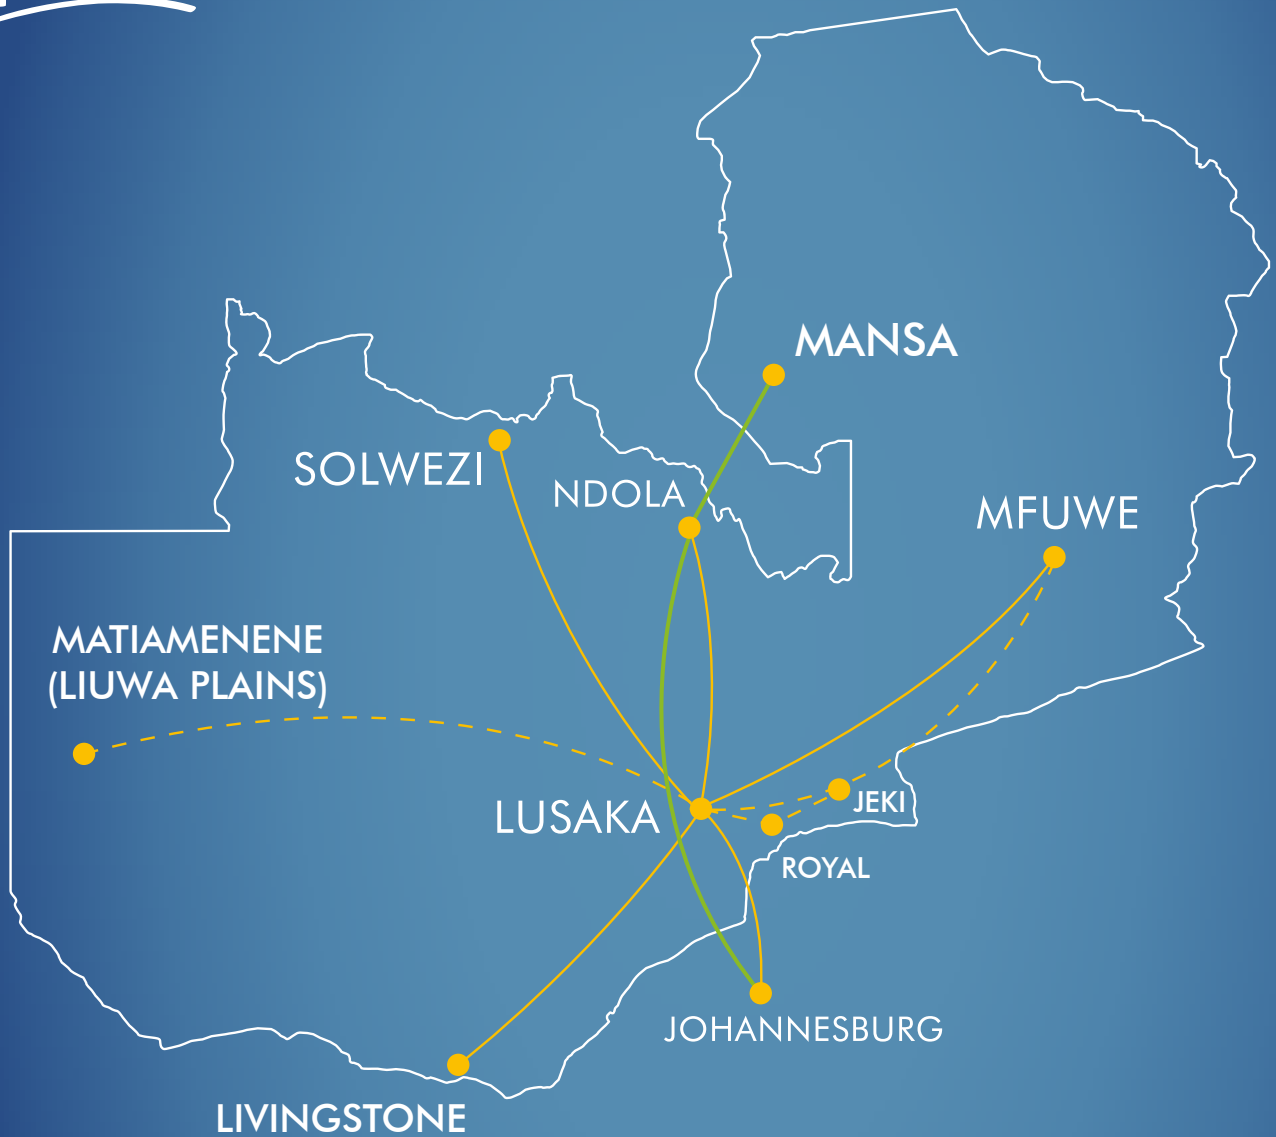 MANSA
SOLWEZI
NDOLA
MFUWE
MATIAMENENE
(LIUWA PLAINS)
LUSAKA
JEKI
ROYAL
JOHANNESBURG
LIVINGSTONE